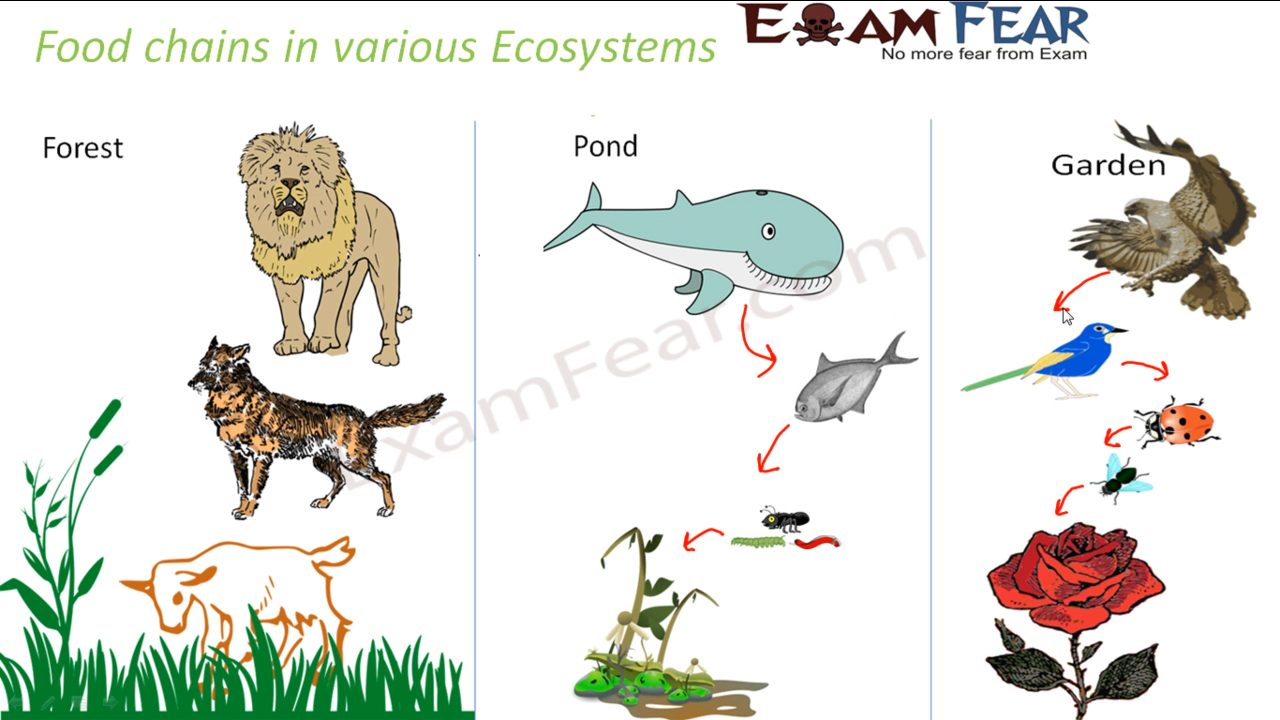 Food chains in various Ecosystems
EXAM FEAR
No more fear from Exam
Forest
Pond
Garden
ExamFear.com